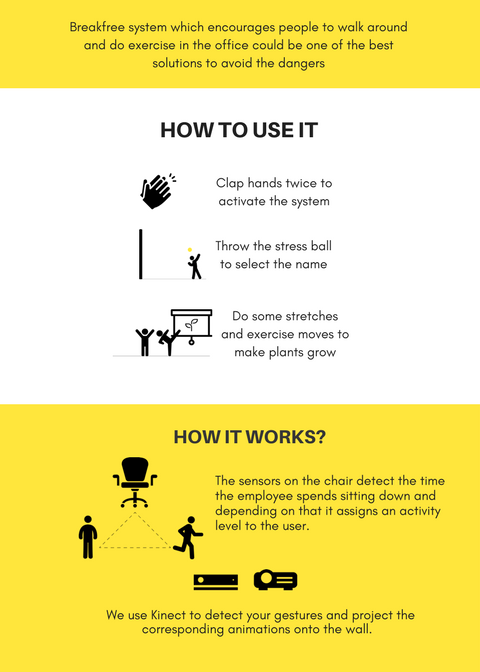 Breakfree system which encourages people to walk around
and do exercise in the office could be one of the best
solutions to avoid the dangers
HOW TO USE IT
Clap hands twice to
activate the system
Throw the stress ball
to select the name
Do some stretches
and exercise moves to
make plants grow
HOW IT WORKS?
The sensors on the chair detect the time
the employee spends sitting down and
depending on that it assigns an activity
level to the user.
We use Kinect to detect your gestures and project the
corresponding animations onto the wall.